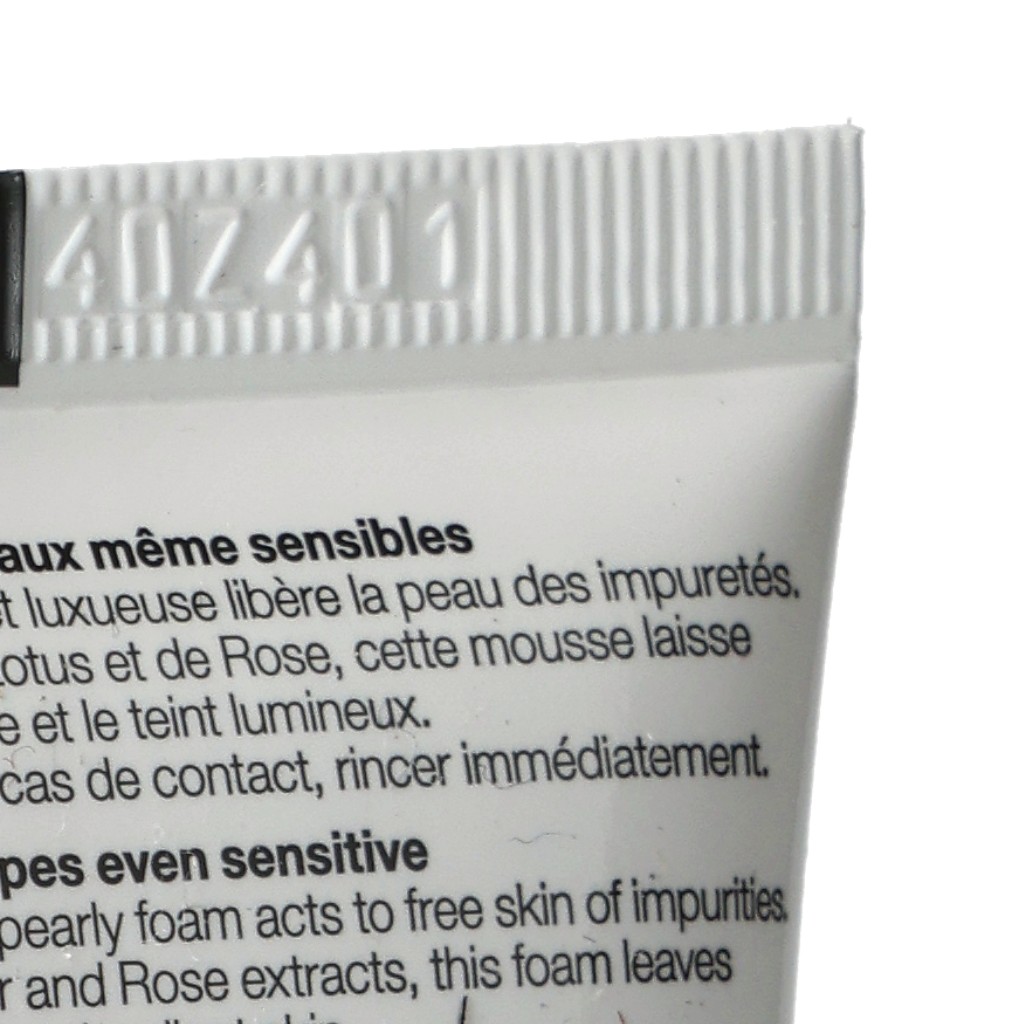 402401
aux même sensibles
t luxueuse libère la peau des impuretés.
Lotus et de Rose, cette mousse laisse
e et le teint lumineux.
cas de contact, rincer immédiatement.
pes even sensitive
pearly foam acts to free skin of impurities.
r and Rose extracts, this foam leaves